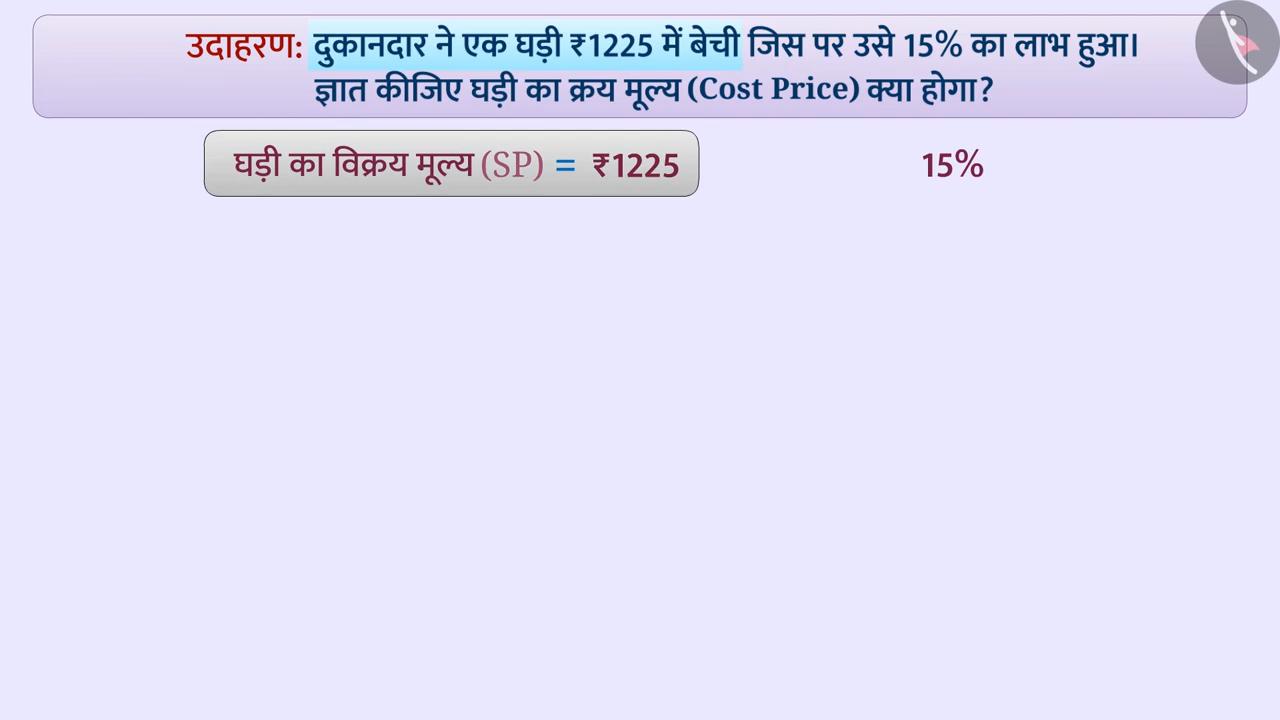 उदाहरण: दुकानदार ने एक घड़ी ₹1225 में बेची जिस पर उसे 15% का लाभ हुआ।
ज्ञात कीजिए घड़ी का क्रय मूल्य (Cost Price) क्या होगा?
घड़ी का विक्रय मूल्य (SP) = ₹1225 15%